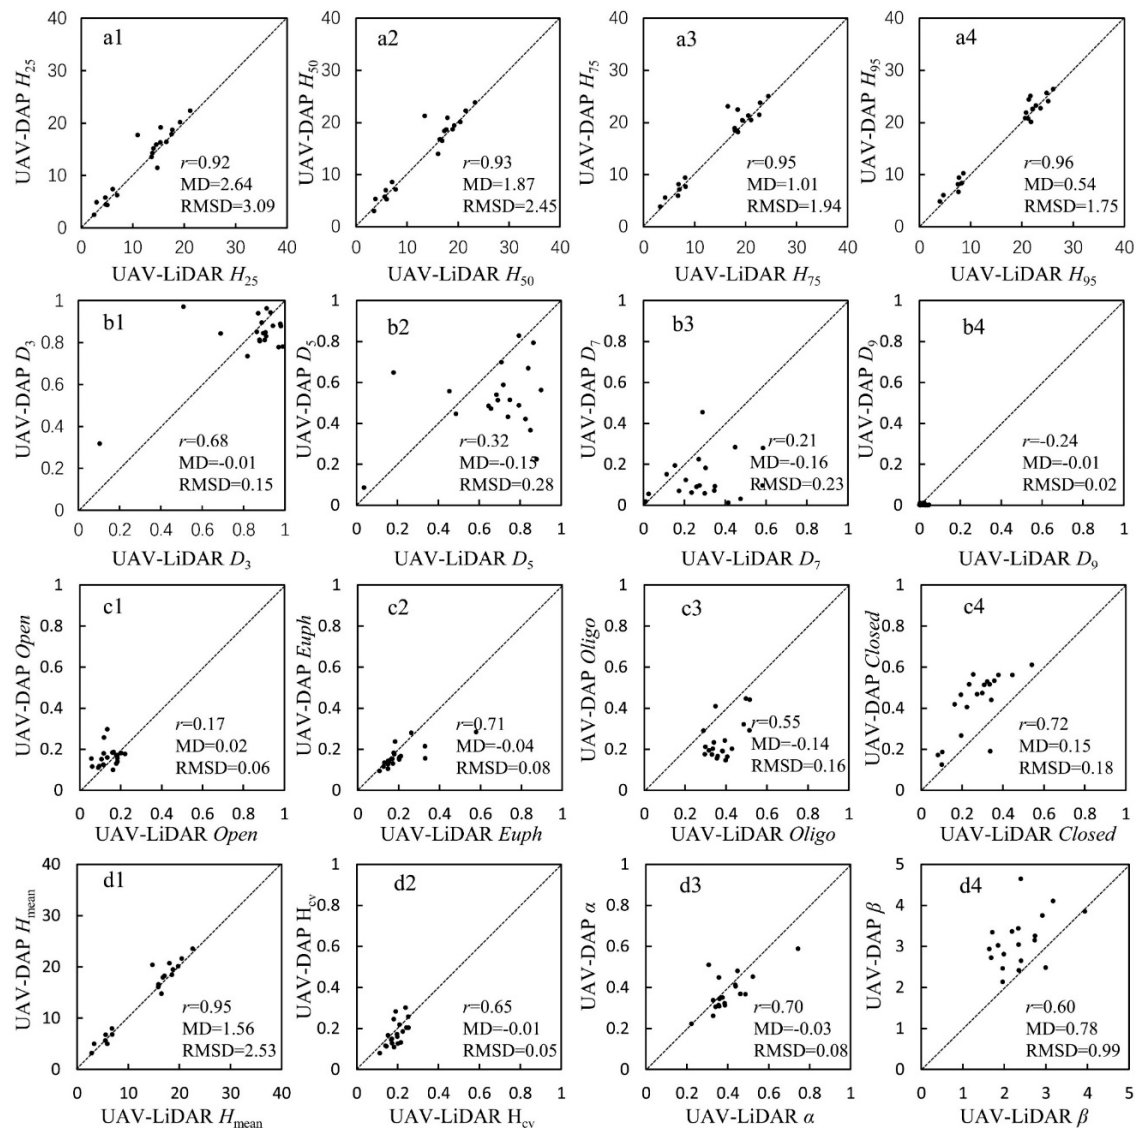 a1
UAV-DAP H25
40
30
20
10
0
r=0.92
MD=2.64
RMSD=3.09
0 10 20 30 40
UAV-LiDAR H25
a2
UAV-DAP H50
40
30
20
10
0
r=0.93
MD=1.87
RMSD=2.45
0 10 20 30 40
UAV-LiDAR H50
a3
UAV-DAP H75
40
30
20
10
0
r=0.95
MD=1.01
RMSD=1.94
0 10 20 30 40
UAV-LiDAR H75
a4
UAV-DAP H95
40
30
20
10
0
r=0.96
MD=0.54
RMSD=1.75
0 10 20 30 40
UAV-LiDAR H95
b1
UAV-DAP D3
1
0.8
0.6
0.4
0.2
0
r=0.68
MD=-0.01
RMSD=0.15
0 0.2 0.4 0.6 0.8 1
UAV-LiDAR D3
b2
UAV-DAP D5
1
0.8
0.6
0.4
0.2
0
r=0.32
MD=-0.15
RMSD=0.28
0 0.2 0.4 0.6 0.8 1
UAV-LiDAR D5
b3
UAV-DAP D7
1
0.8
0.6
0.4
0.2
0
r=0.21
MD=-0.16
RMSD=0.23
0 0.2 0.4 0.6 0.8 1
UAV-LiDAR D7
b4
UAV-DAP D9
1
0.8
0.6
0.4
0.2
0
r=-0.24
MD=-0.01
RMSD=0.02
0 0.2 0.4 0.6 0.8 1
UAV-LiDAR D9
c1
UAV-DAP Open
1
0.8
0.6
0.4
0.2
0
r=0.17
MD=0.02
RMSD=0.06
0 0.2 0.4 0.6 0.8 1
UAV-LiDAR Open
c2
UAV-DAP Euph
1
0.8
0.6
0.4
0.2
0
r=0.71
MD=-0.04
RMSD=0.08
0 0.2 0.4 0.6 0.8 1
UAV-LiDAR Euph
c3
UAV-DAP Oligo
1
0.8
0.6
0.4
0.2
0
r=0.55
MD=-0.14
RMSD=0.16
0 0.2 0.4 0.6 0.8 1
UAV-LiDAR Oligo
c4
UAV-DAP Closed
1
0.8
0.6
0.4
0.2
0
r=0.72
MD=0.15
RMSD=0.18
0 0.2 0.4 0.6 0.8 1
UAV-LiDAR Closed
d1
UAV-DAP Hmean
40
30
20
10
0
r=0.95
MD=1.56
RMSD=2.53
0 10 20 30 40
UAV-LiDAR Hmean
d2
UAV-DAP Hcv
1
0.8
0.6
0.4
0.2
0
r=0.65
MD=-0.01
RMSD=0.05
0 0.2 0.4 0.6 0.8 1
UAV-LiDAR Hcv
d3
UAV-DAP α
1
0.8
0.6
0.4
0.2
0
r=0.70
MD=-0.03
RMSD=0.08
0 0.2 0.4 0.6 0.8 1
UAV-LiDAR α
d4
UAV-DAP β
5
4
3
2
1
0
r=0.60
MD=0.78
RMSD=0.99
0 1 2 3 4 5
UAV-LiDAR β